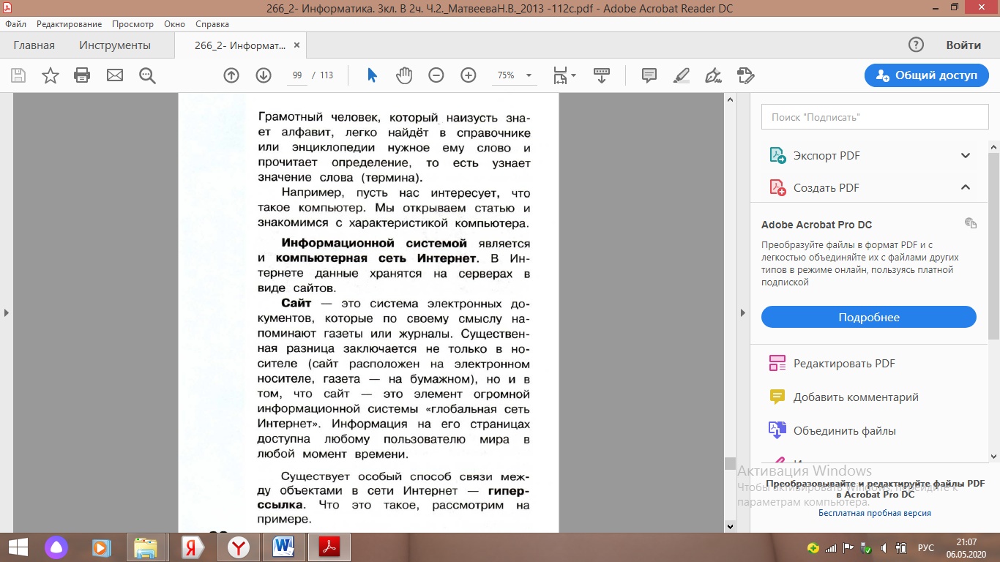 266_2- Информатика. 3кл. В 2ч. Ч.2._МатвееваН.В._2013 -112с.pdf - Adobe Acrobat Reader DC
Файл Редактирование Просмотр Окно Справка
Главная Инструменты 266_2- Информат... × Войти
99 / 113 75% Общий доступ
Грамотный человек, который наизусть зна-
ет алфавит, легко найдёт в справочнике
или энциклопедии нужное ему слово и
прочитает определение, то есть узнает
значение слова (термина).
Например, пусть нас интересует, что
такое компьютер. Мы открываем статью и
знакомимся с характеристикой компьютера.
Информационной системой является
и компьютерная сеть Интернет. В Ин-
тернете данные хранятся на серверах в
виде сайтов.
Сайт — это система электронных до-
кументов, которые по своему смыслу на-
поминают газеты или журналы. Существен-
ная разница заключается не только в но-
сителе (сайт расположен на электронном
носителе, газета — на бумажном), но и в
том, что сайт — это элемент огромной
информационной системы «глобальная сеть
Интернет». Информация на его страницах
доступна любому пользователю мира в
любой момент времени.
Существует особый способ связи меж-
ду объектами в сети Интернет — гипер-
ссылка. Что это такое, рассмотрим на
примере.
Поиск "Подписать"
Экспорт PDF
Создать PDF
Adobe Acrobat Pro DC
Преобразуйте файлы в формат PDF и с
легкостью объединяйте их с файлами других
типов в режиме онлайн, пользуясь платной
подпиской
Подробнее
Редактировать PDF
Добавить комментарий
Объединить файлы
Активация Windows
Чтобы активировать Windows, перейдите к
параметрам компьютера.
Преобразовывайте и редактируйте файлы PDF
в Acrobat Pro DC
Бесплатная пробная версия
РУС
21:07
06.05.2020